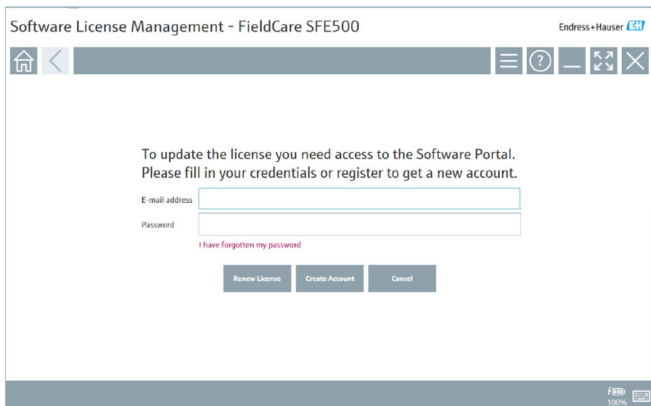 Software License Management - FieldCare SFE500
Endress+Hauser EH
?
To update the license you need access to the Software Portal.
Please fill in your credentials or register to get a new account.
E-mail address
Password
I have forgotten my password
Renew License Create Account Cancel
100%